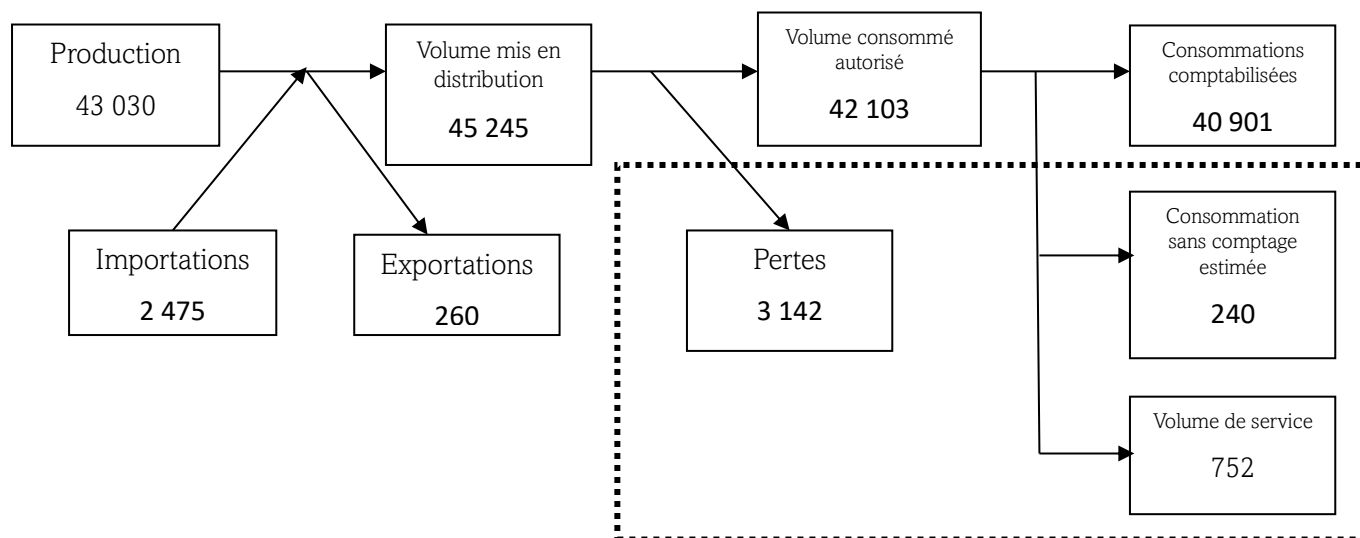 Production
43 030
Volume mis en
distribution
45 245
Volume consommé
autorisé
42 103
Consommations
comptabilisées
40 901
Importations
2 475
Exportations
260
Pertes
3 142
Consommation
sans comptage
estimée
240
Volume de service
752